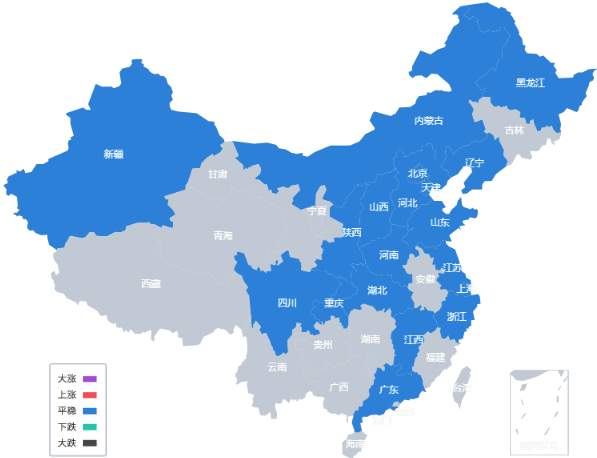 黑龙江
内蒙古
吉林
新疆
辽宁
北京
甘肃
天津
河北
山西
宁夏
山东
陕西
青海
河南
江苏
安徽
西藏
上海
湖北
四川
重庆
浙江
江西
湖南
贵州
福建
云南
广西
广东
台湾
海南
大涨
上涨
平稳
下跌
大跌